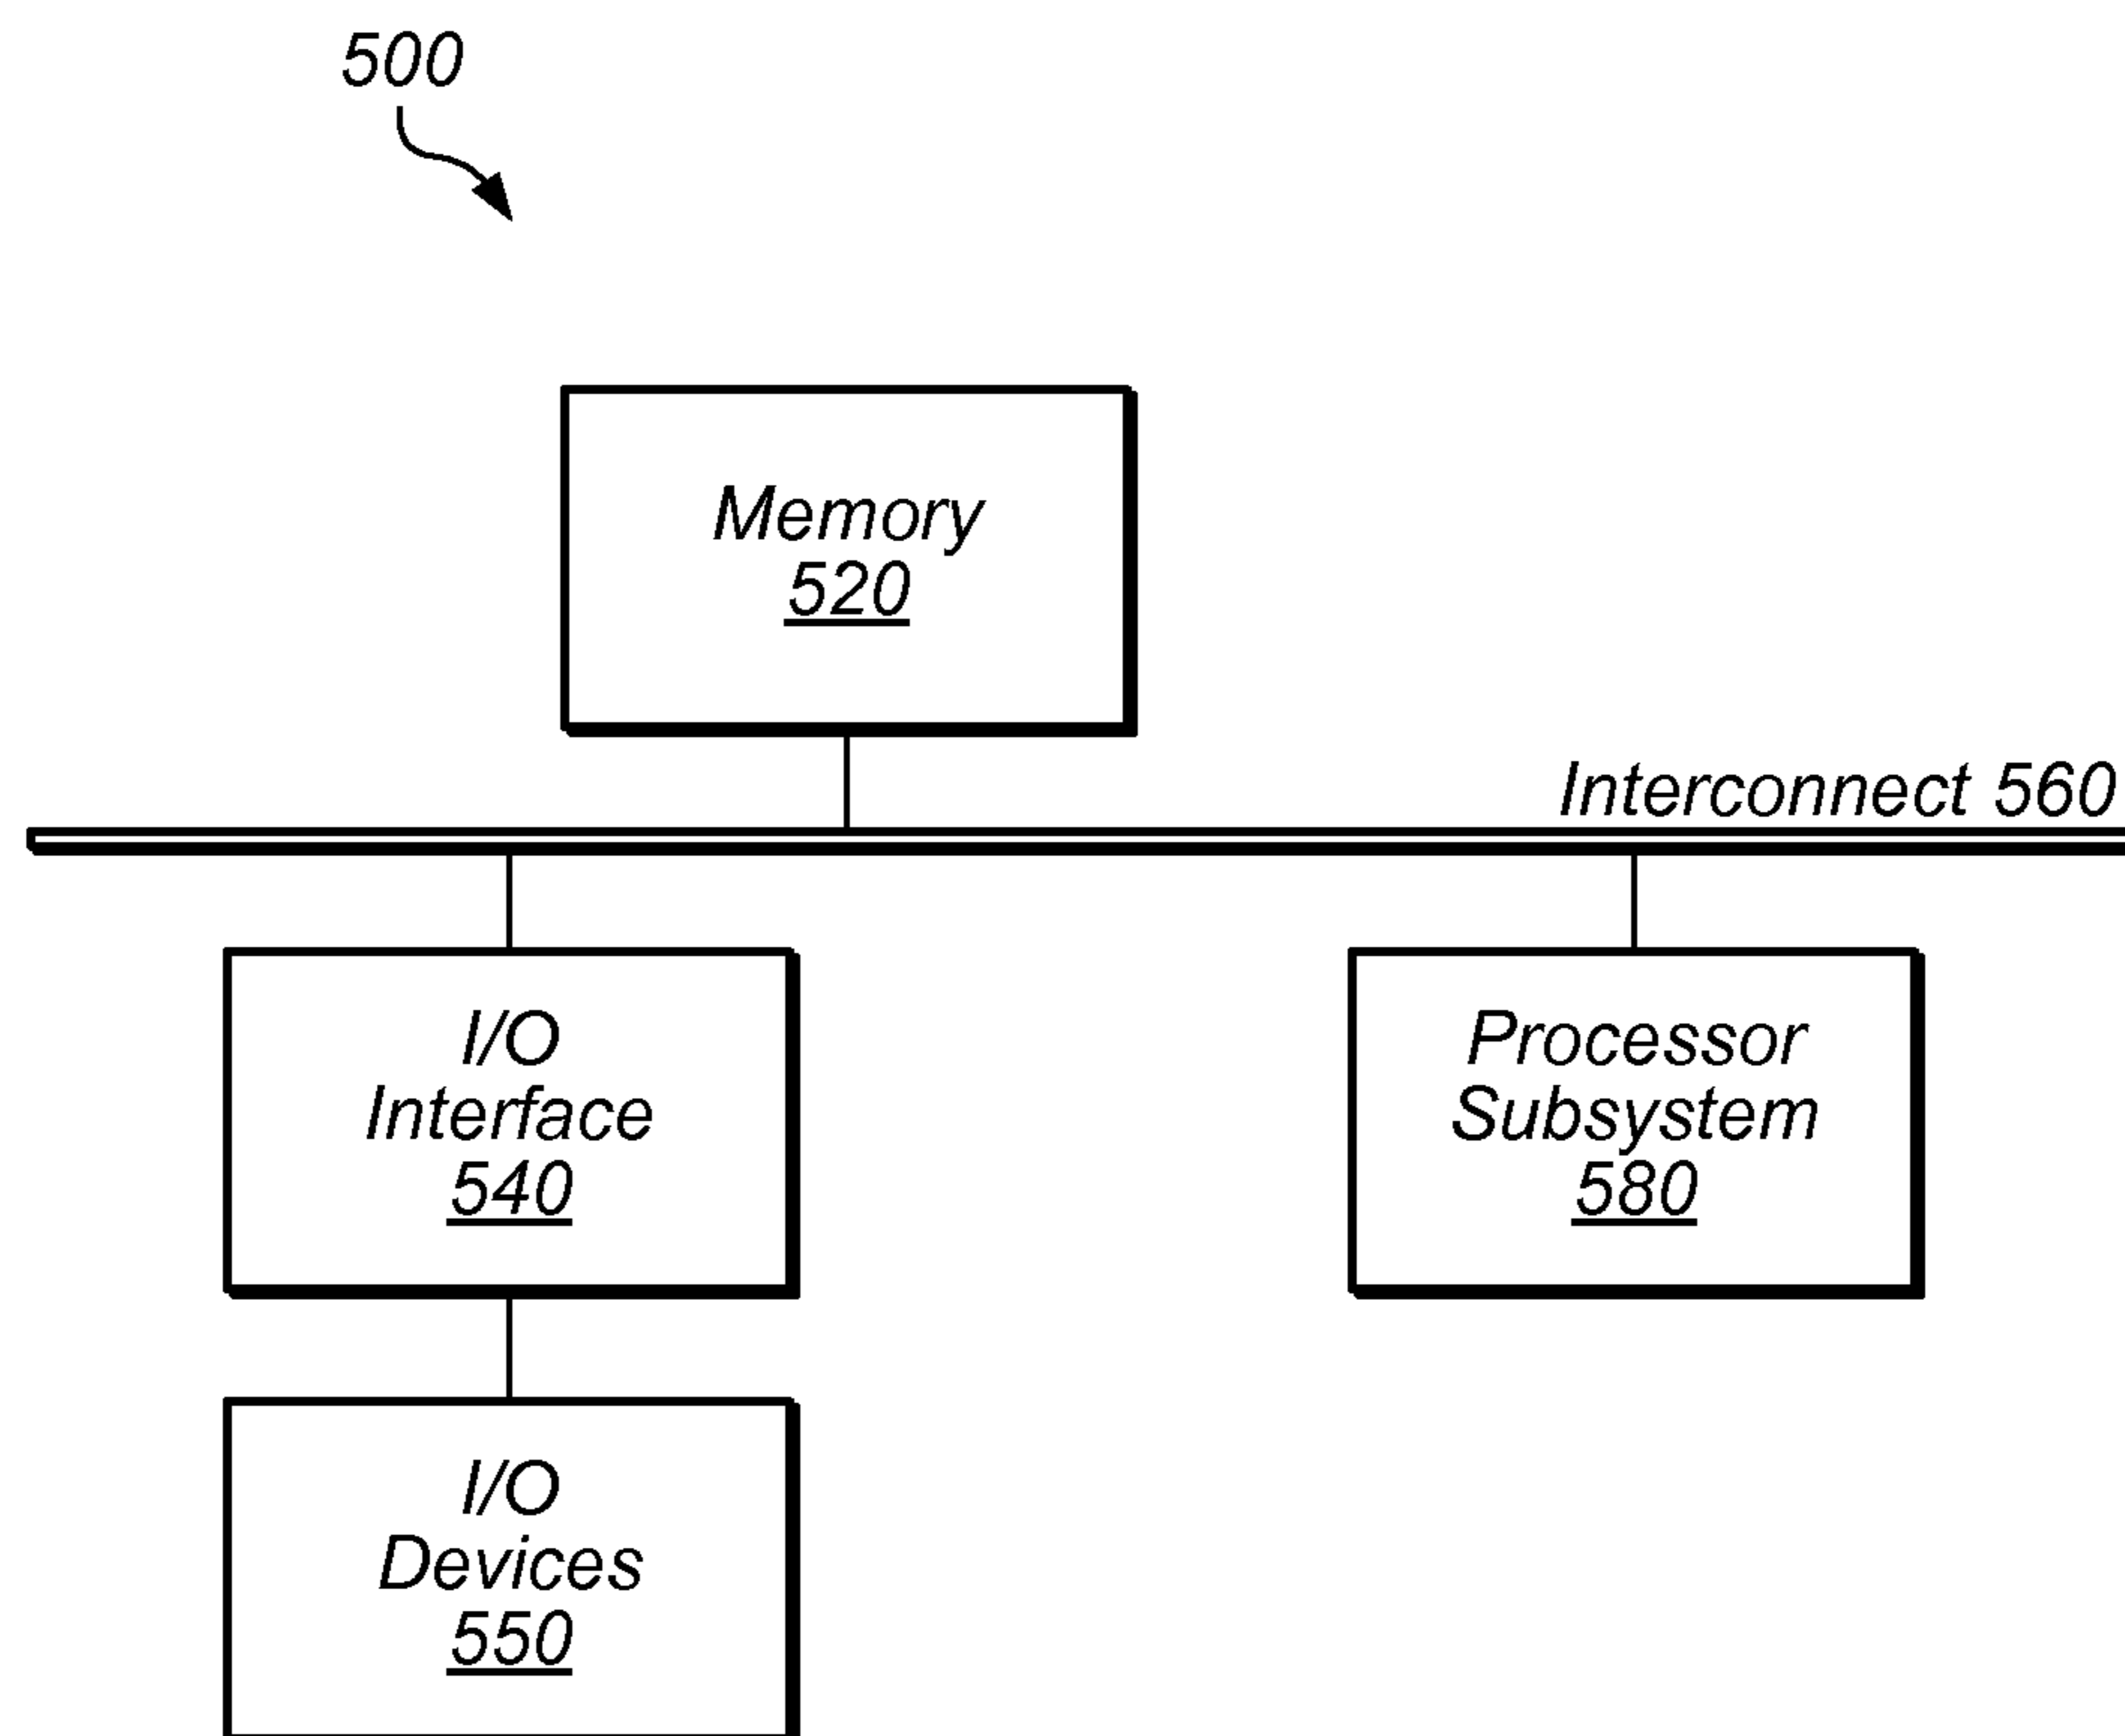 500
Memory
520
Interconnect 560
I/O
Interface
540
Processor
Subsystem
580
I/O
Devices
550